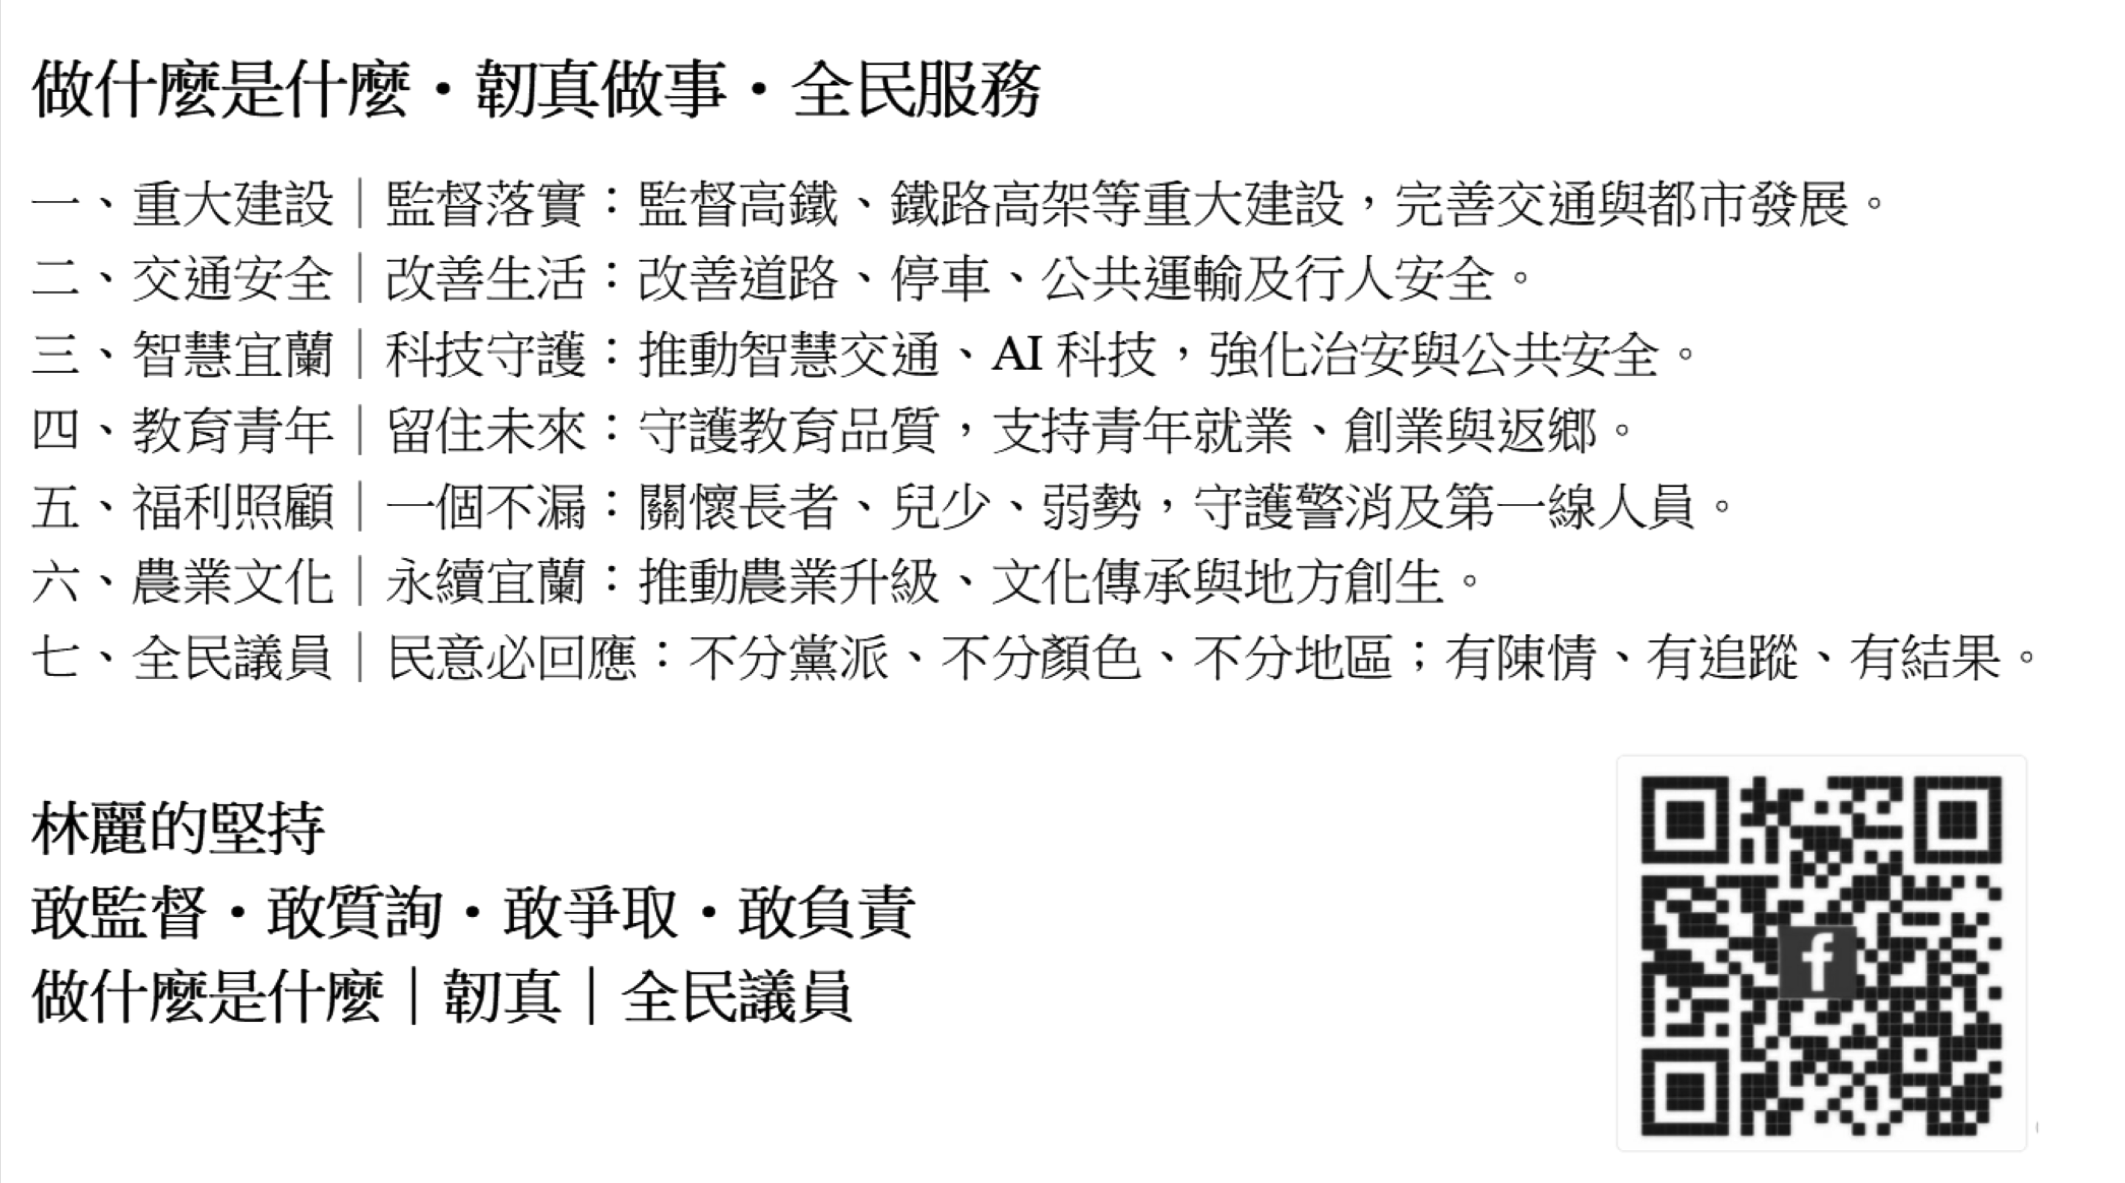 做什麼是什麼・韌真做事・全民服務
一、重大建設｜監督落實：監督高鐵、鐵路高架等重大建設，完善交通與都市發展。
二、交通安全｜改善生活：改善道路、停車、公共運輸及行人安全。
三、智慧宜蘭｜科技守護：推動智慧交通、AI 科技，強化治安與公共安全。
四、教育青年｜留住未來：守護教育品質，支持青年就業、創業與返鄉。
五、福利照顧｜一個不漏：關懷長者、兒少、弱勢，守護警消及第一線人員。
六、農業文化｜永續宜蘭：推動農業升級、文化傳承與地方創生。
七、全民議員｜民意必回應：不分黨派、不分顏色、不分地區；有陳情、有追蹤、有結果。
林麗的堅持
敢監督・敢質詢・敢爭取・敢負責
做什麼是什麼｜韌真｜全民議員
f